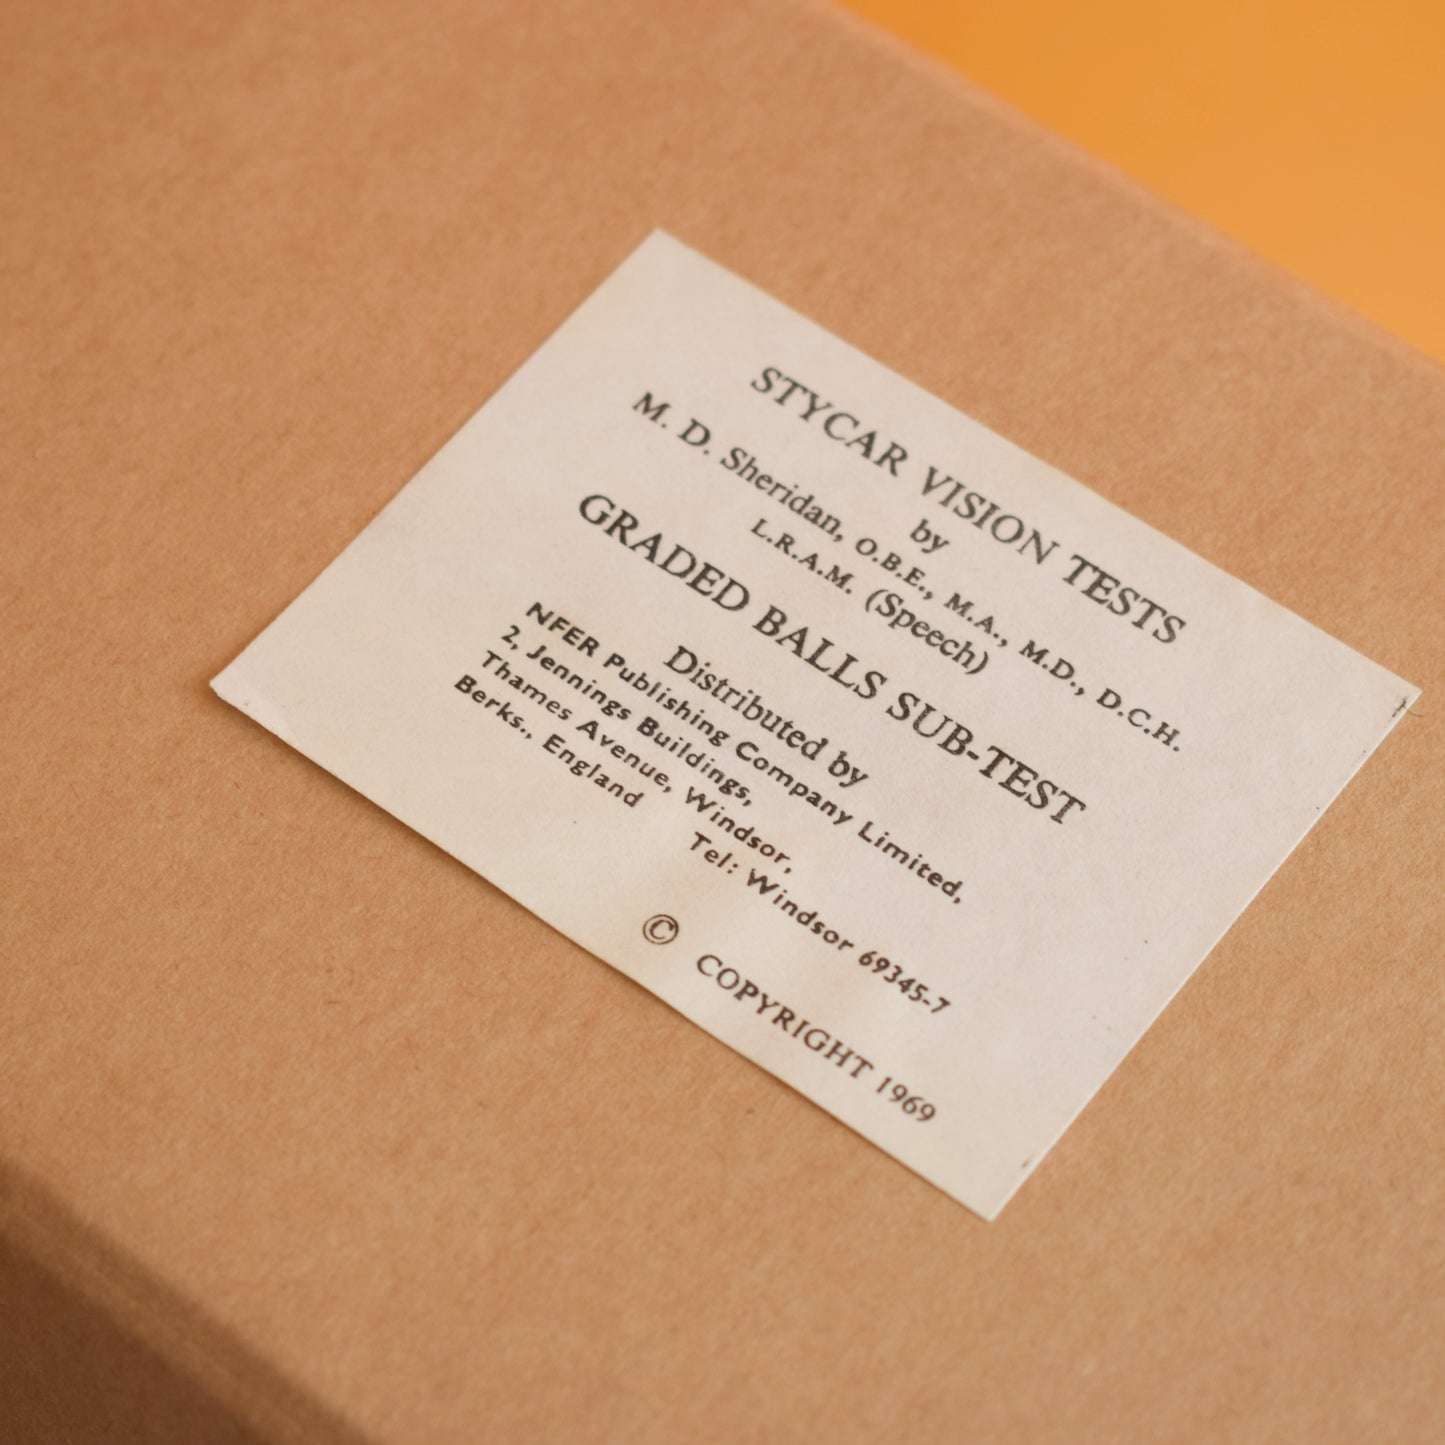 STYCAR VISION TESTS
by
M. D. Sheridan, O.B.E., M.A., M.D., D.C.H.
L.R.A.M. (Speech)
GRADED BALLS SUB-TEST
Distributed by
NFER Publishing Company Limited,
2, Jennings Buildings,
Thames Avenue, Windsor,
Berks., England
Tel: Windsor 69345-7
© COPYRIGHT 1969